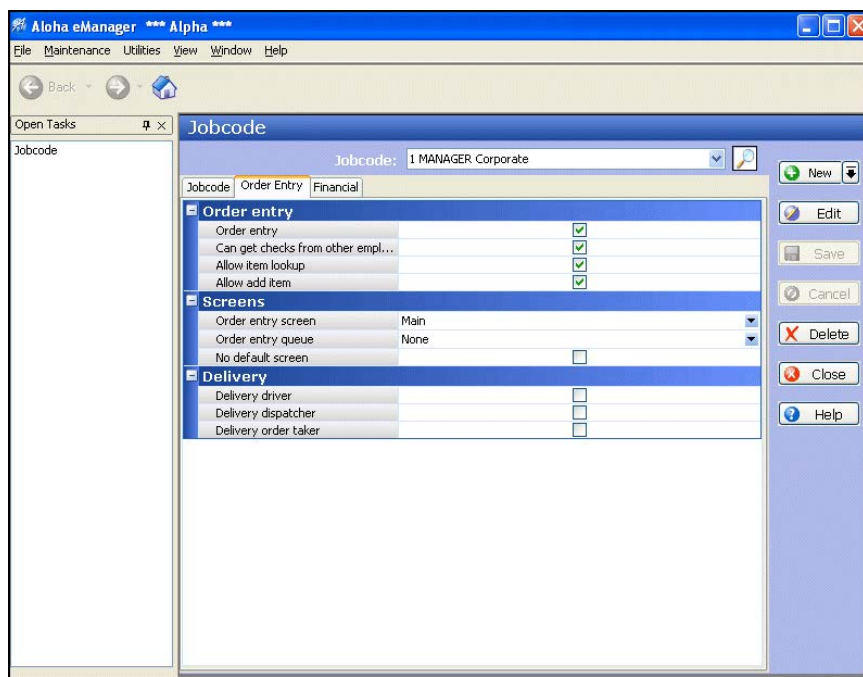 Aloha eManager *** Alpha ***
File Maintenance Utilities View Window Help
Back
Open Tasks
Jobcode
Jobcode
Jobcode: 1 MANAGER Corporate
Jobcode Order Entry Financial
Order entry
Order entry
Can get checks from other empl...
Allow item lookup
Allow add item
Screens
Order entry screen Main
Order entry queue None
No default screen
Delivery
Delivery driver
Delivery dispatcher
Delivery order taker
New
Edit
Save
Cancel
Delete
Close
Help